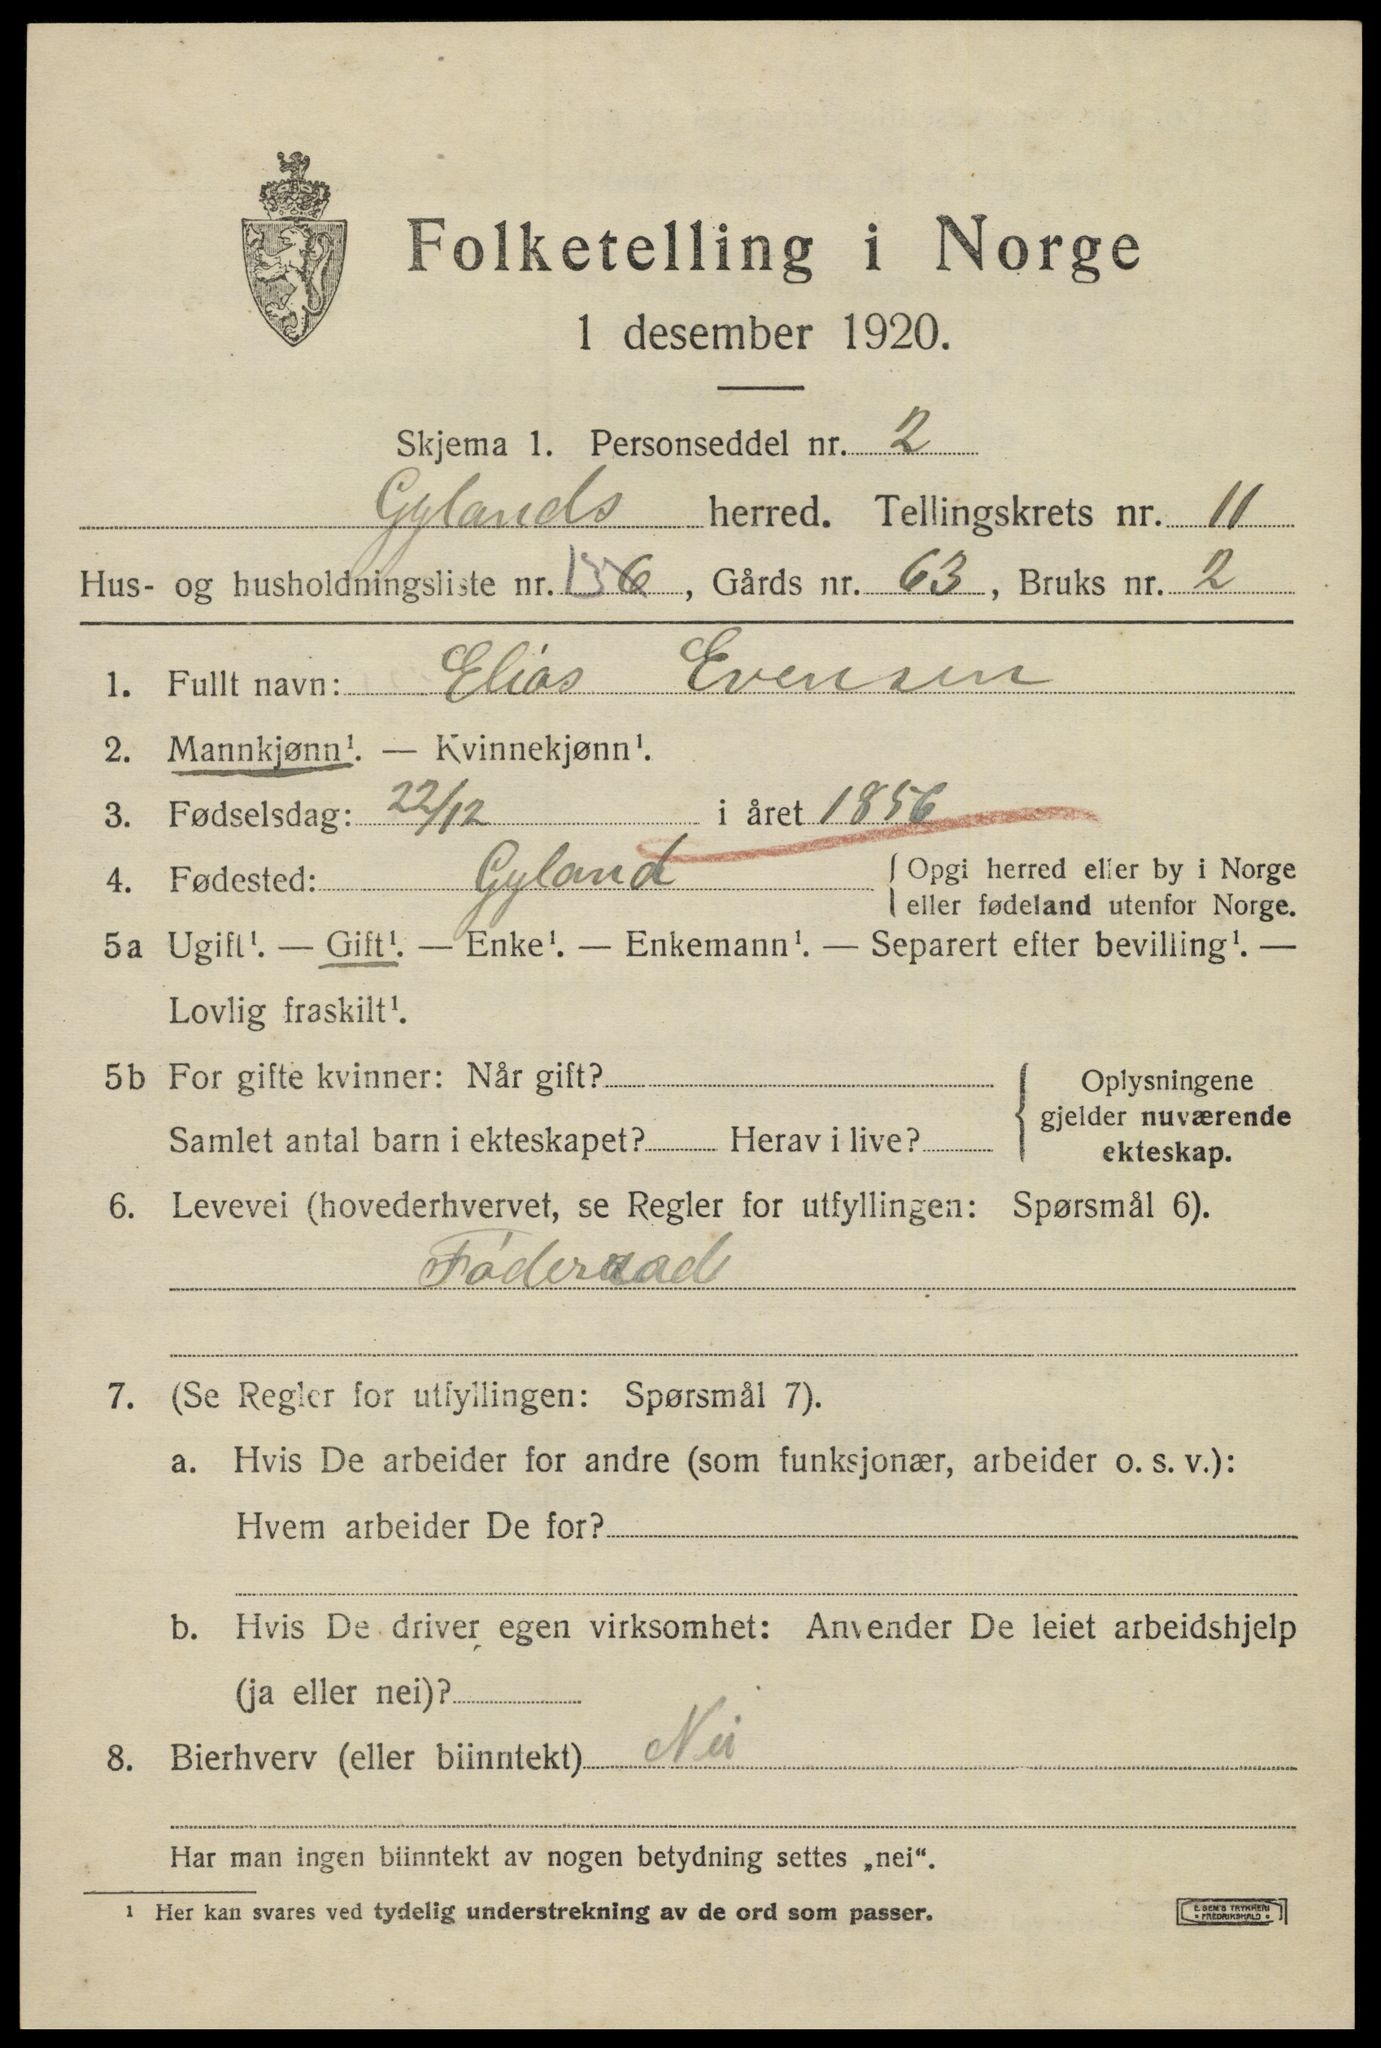 Folketelling i Norge
1 desember 1920.
Skjema 1. Personseddel nr. 2
Gylands herred. Tellingskrets nr. 11
Hus- og husholdningsliste nr. , Gårds nr. 63, Bruks nr. 2
1. Fullt navn: Elias Evensen
2. Mannkjønn¹. — Kvinnekjønn¹.
3. Fødselsdag: 22/12 i året 1856
4. Fødested: Gyland { Opgi herred eller by i Norge
eller fødeland utenfor Norge.
5a Ugift¹. — Gift¹. — Enke¹. — Enkemann¹. — Separert efter bevilling¹. —
Lovlig fraskilt¹.
5b For gifte kvinner: Når gift?
Samlet antal barn i ekteskapet? Herav i live?
{ Oplysningene
gjelder nuværende
ekteskap.
6. Levevei (hovederhvervet, se Regler for utfyllingen: Spørsmål 6).
Føderaad
7. (Se Regler for utfyllingen: Spørsmål 7).
a. Hvis De arbeider for andre (som funksjonær, arbeider o. s. v.):
Hvem arbeider De for?
b. Hvis De driver egen virksomhet: Anvender De leiet arbeidshjelp
(ja eller nei)?
8. Bierhverv (eller biinntekt) Nei
Har man ingen biinntekt av nogen betydning settes „nei“.
¹ Her kan svares ved tydelig understrekning av de ord som passer.
E. SEM'S TRYKKERI
• FREDRIKSHALD •